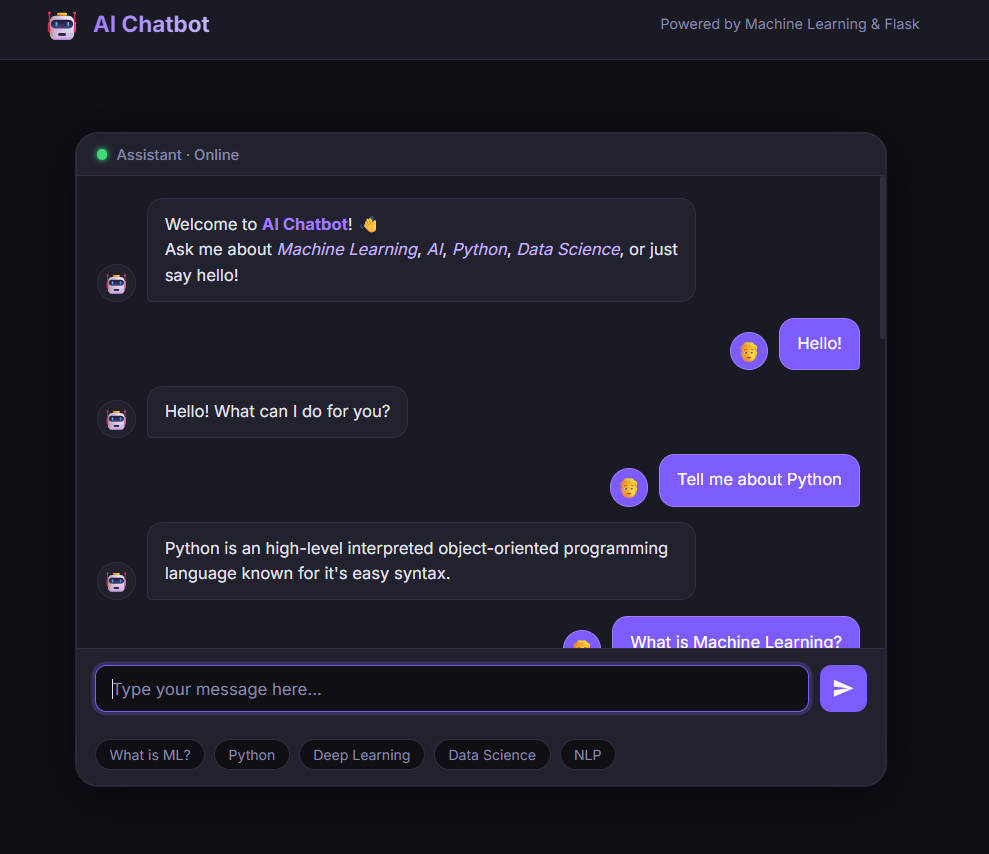 AI Chatbot
Powered by Machine Learning & Flask
Assistant · Online
Welcome to AI Chatbot! 👋
Ask me about Machine Learning, AI, Python, Data Science, or just
say hello!
Hello!
Hello! What can I do for you?
Tell me about Python
Python is an high-level interpreted object-oriented programming
language known for it's easy syntax.
What is Machine Learning?
Type your message here...
What is ML?
Python
Deep Learning
Data Science
NLP